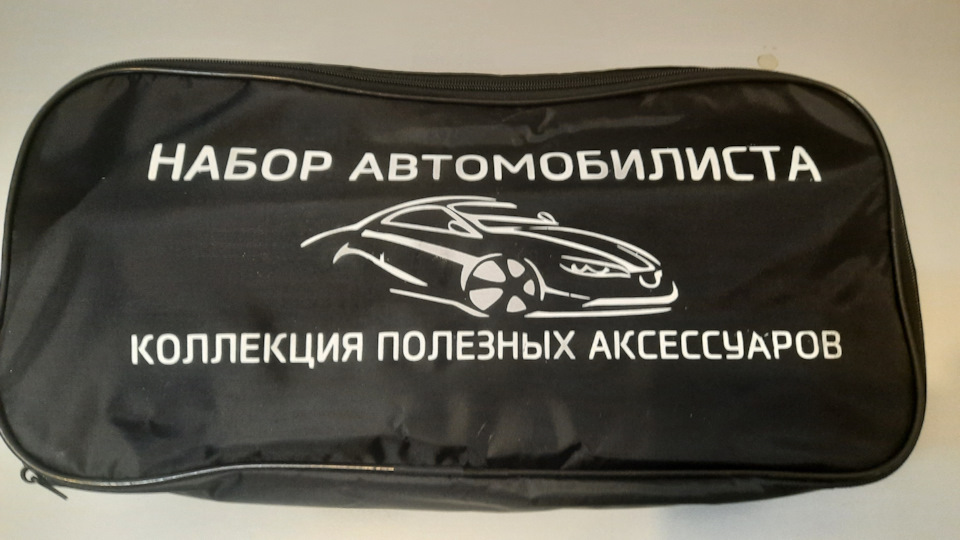 НАБОР АВТОМОБИЛИСТА
КОЛЛЕКЦИЯ ПОЛЕЗНЫХ АКСЕССУАРОВ